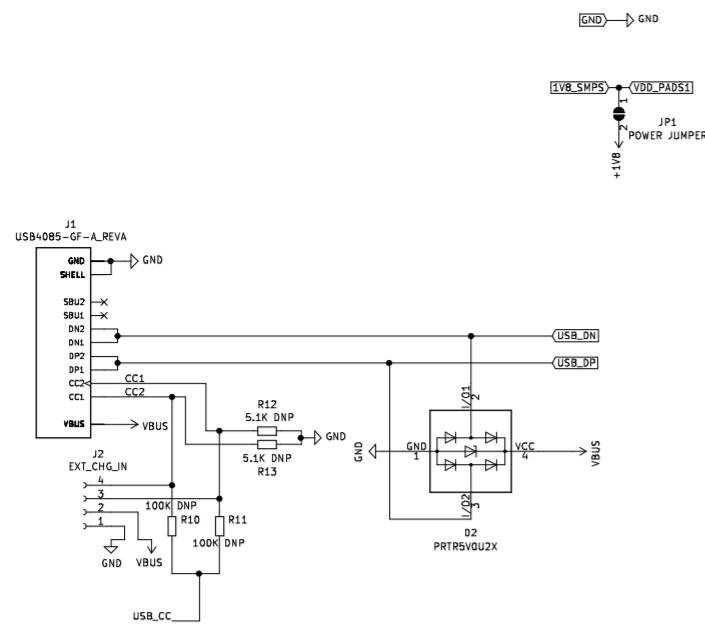 GND GND
1V8_SMPS VDD_PADS1
1
2
JP1
POWER JUMPER
+1V8
J1
USB4085-GF-A_REVA
GND
SHELL
GND
SBU2
SBU1
DN2
DN1
DP2
DP1
CC2
CC1
VBUS
CC1
CC2
VBUS
USB_DN
USB_DP
R12
5.1K DNP
GND
5.1K DNP
R13
I/O1
2
GND
GND
1
VCC
4
VBUS
I/O2
3
D2
PRTR5V0U2X
J2
EXT_CHG_IN
4
3
2
1
100K DNP
R10
R11
100K DNP
GND
VBUS
USB_CC